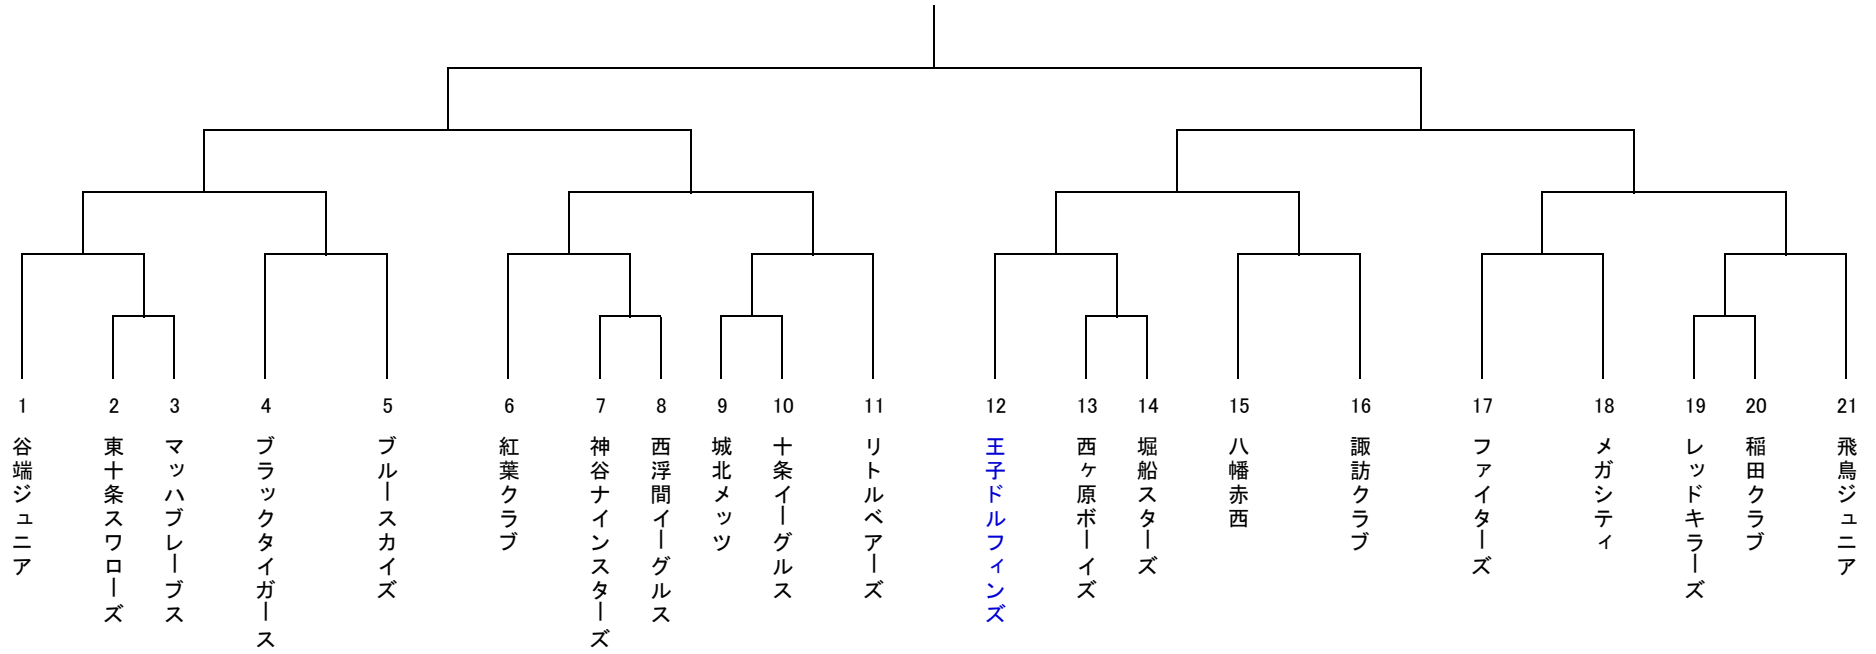 1
谷端ジュニア
2
東十条スワローズ
3
マッハブレーブス
4
ブラックタイガース
5
ブルースカイズ
6
紅葉クラブ
7
神谷ナインスターズ
8
西浮間イーグルス
9
城北メッツ
10
十条イーグルス
11
リトルベアーズ
12
王子ドルフィンズ
13
西ヶ原ボーイズ
14
堀船スターズ
15
八幡赤西
16
諏訪クラブ
17
ファイターズ
18
メガシティ
19
レッドキラーズ
20
稲田クラブ
21
飛鳥ジュニア